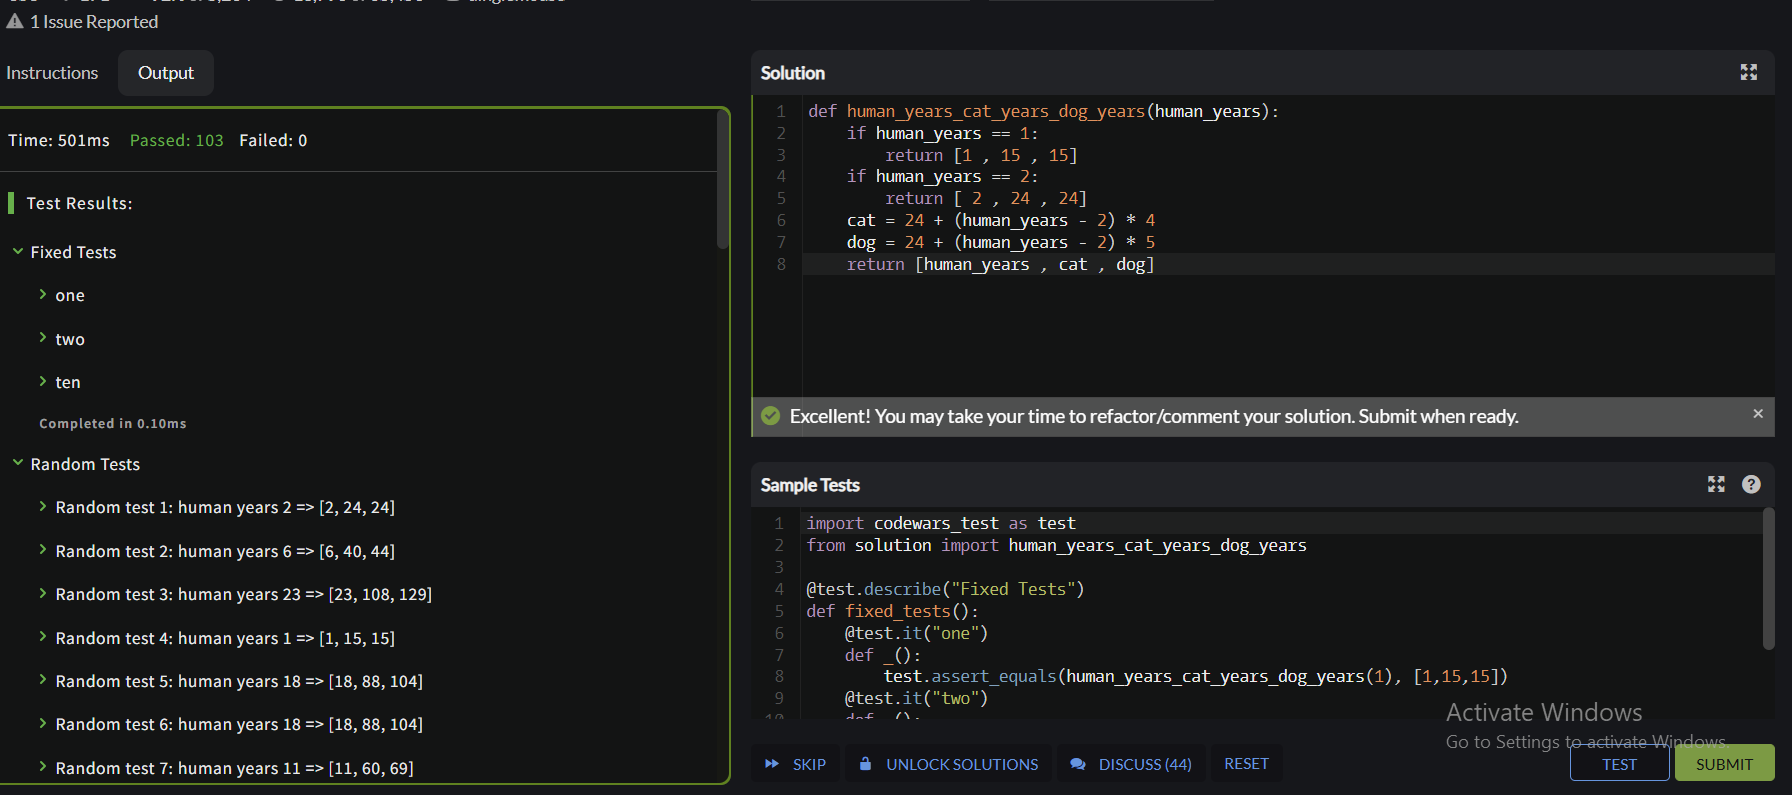 1 Issue Reported
Instructions
Output
Time: 501ms Passed: 103 Failed: 0
Test Results:
Fixed Tests
one
two
ten
Completed in 0.10ms
Random Tests
Random test 1: human years 2 => [2, 24, 24]
Random test 2: human years 6 => [6, 40, 44]
Random test 3: human years 23 => [23, 108, 129]
Random test 4: human years 1 => [1, 15, 15]
Random test 5: human years 18 => [18, 88, 104]
Random test 6: human years 18 => [18, 88, 104]
Random test 7: human years 11 => [11, 60, 69]
Solution
1 def human_years_cat_years_dog_years(human_years):
2 if human_years == 1:
3 return [1 , 15 , 15]
4 if human_years == 2:
5 return [ 2 , 24 , 24]
6 cat = 24 + (human_years - 2) * 4
7 dog = 24 + (human_years - 2) * 5
8 return [human_years , cat , dog]
Excellent! You may take your time to refactor/comment your solution. Submit when ready.
Sample Tests
1 import codewars_test as test
2 from solution import human_years_cat_years_dog_years
3
4 @test.describe("Fixed Tests")
5 def fixed_tests():
6 @test.it("one")
7 def _():
8 test.assert_equals(human_years_cat_years_dog_years(1), [1,15,15])
9 @test.it("two")
10 def _():
Activate Windows
Go to Settings to activate Windows.
SKIP
UNLOCK SOLUTIONS
DISCUSS (44)
RESET
TEST
SUBMIT